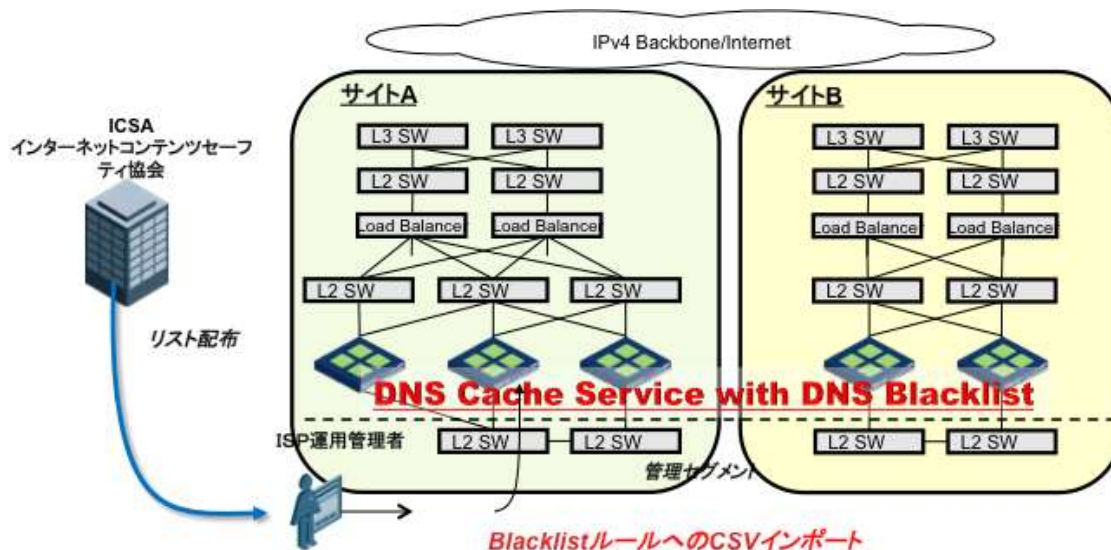 IPv4 Backbone/Internet
サイトA
サイトB
ICSA
インターネットコンテンツセーフ
ティ協会
L3 SW
L3 SW
L3 SW
L3 SW
L2 SW
L2 SW
L2 SW
L2 SW
Load Balance
Load Balance
Load Balance
Load Balance
L2 SW
L2 SW
L2 SW
L2 SW
L2 SW
リスト配布
DNS Cache Service with DNS Blacklist
ISP運用管理者
L2 SW
L2 SW
L2 SW
L2 SW
管理セグメント
BlacklistルールへのCSVインポート